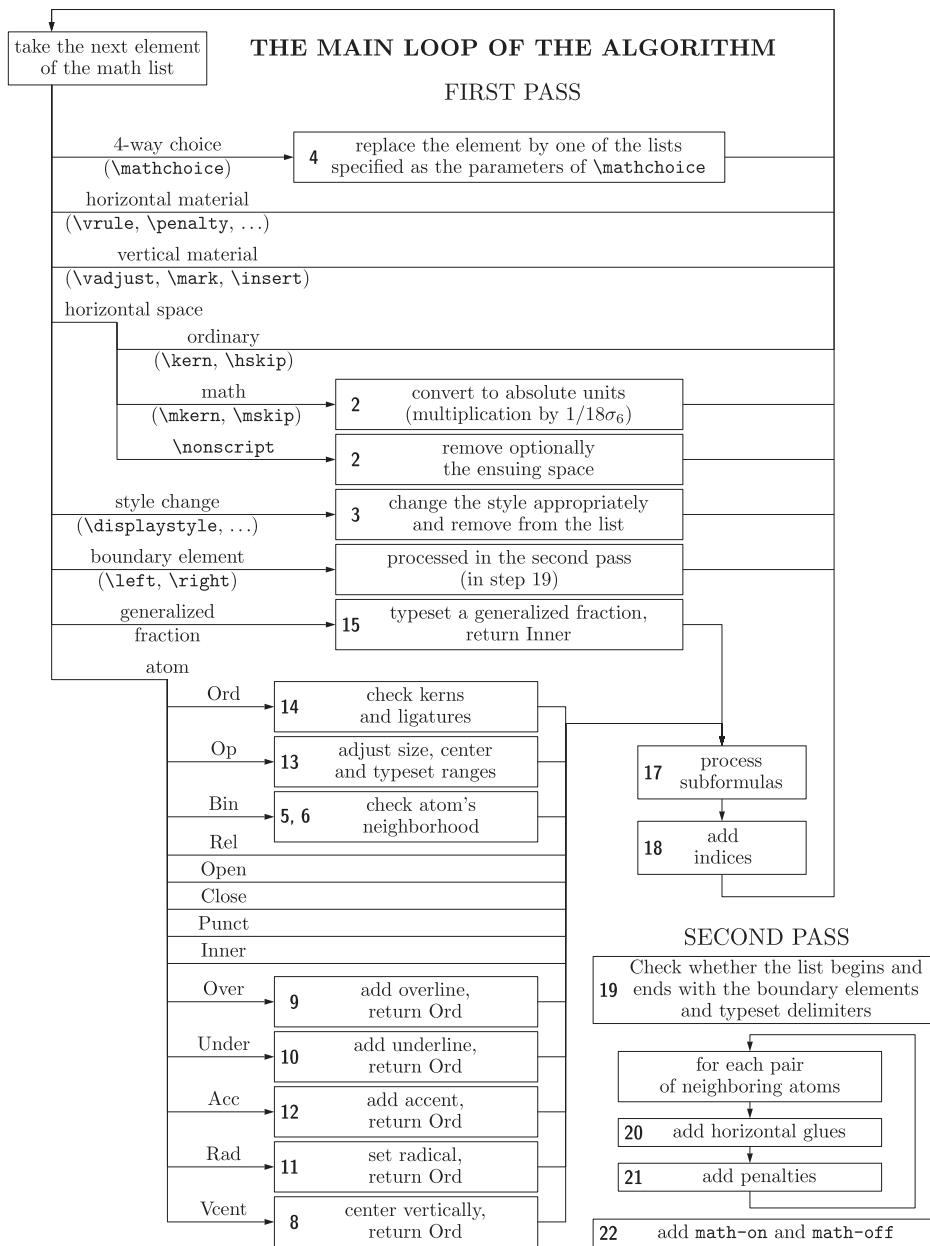 take the next element
of the math list
THE MAIN LOOP OF THE ALGORITHM
FIRST PASS
4-way choice
(\mathchoice)
4 replace the element by one of the lists
specified as the parameters of \mathchoice
horizontal material
(\vrule, \penalty, ...)
vertical material
(\vadjust, \mark, \insert)
horizontal space
ordinary
(\kern, \hskip)
math
(\mkern, \mskip)
2 convert to absolute units
(multiplication by 1/18σ₆)
\nonscript
2 remove optionally
the ensuing space
style change
(\displaystyle, ...)
3 change the style appropriately
and remove from the list
boundary element
(\left, \right)
processed in the second pass
(in step 19)
generalized
fraction
15 typeset a generalized fraction,
return Inner
atom
Ord
14 check kerns
and ligatures
Op
13 adjust size, center
and typeset ranges
Bin
5, 6 check atom's
neighborhood
Rel
Open
Close
Punct
Inner
Over
9 add overline,
return Ord
Under
10 add underline,
return Ord
Acc
12 add accent,
return Ord
Rad
11 set radical,
return Ord
Vcent
8 center vertically,
return Ord
17 process
subformulas
18 add
indices
SECOND PASS
19 Check whether the list begins and
ends with the boundary elements
and typeset delimiters
for each pair
of neighboring atoms
20 add horizontal glues
21 add penalties
22 add math-on and math-off